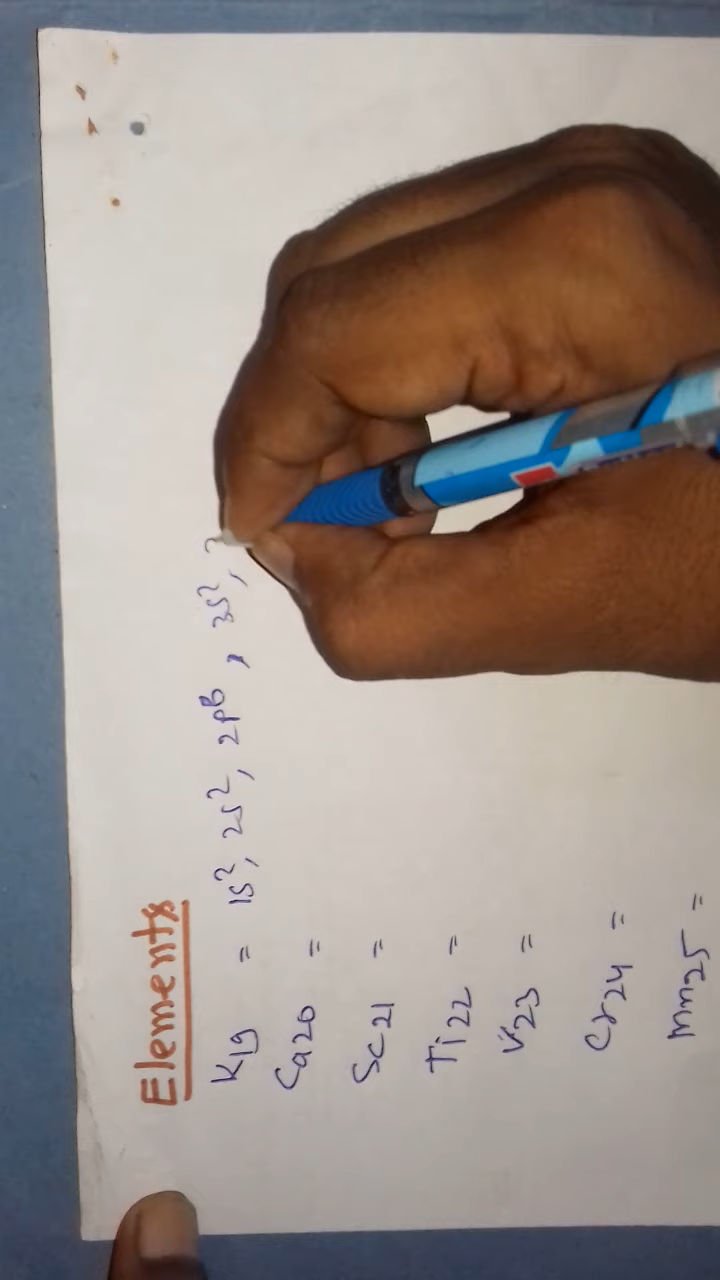 Elements
K19 = 1s², 2s², 2p6, 3s²,
Ca20 =
Sc21 =
Ti22 =
V23 =
Cr24 =
Mn25 =